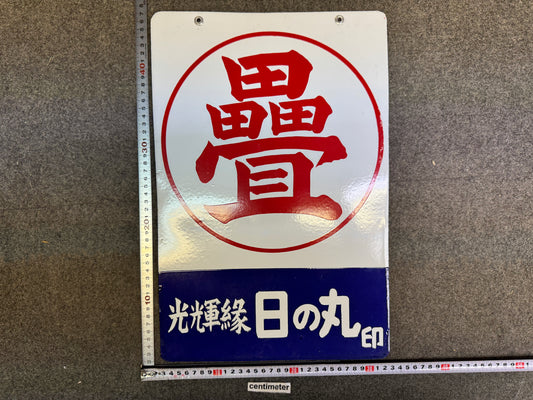 疊
光輝縁 日の丸印
centimeter